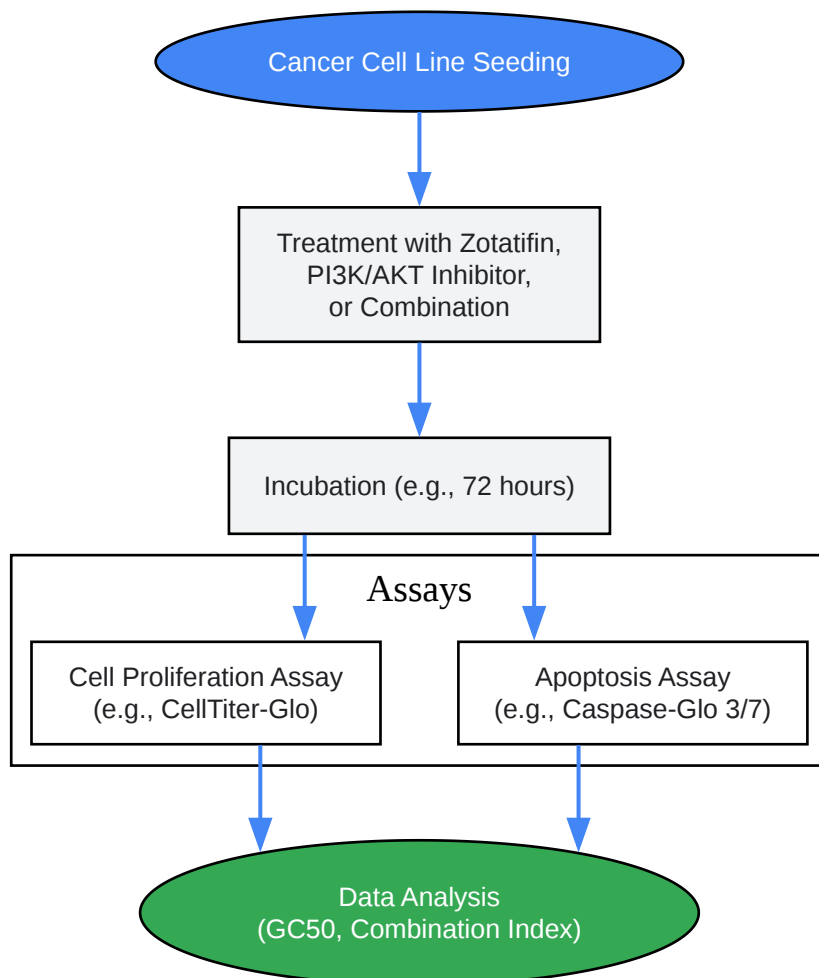 Cancer Cell Line Seeding
Treatment with Zotatifin,
PI3K/AKT Inhibitor,
or Combination
Incubation (e.g., 72 hours)
Assays
Cell Proliferation Assay
(e.g., CellTiter-Glo)
Apoptosis Assay
(e.g., Caspase-Glo 3/7)
Data Analysis
(GC50, Combination Index)